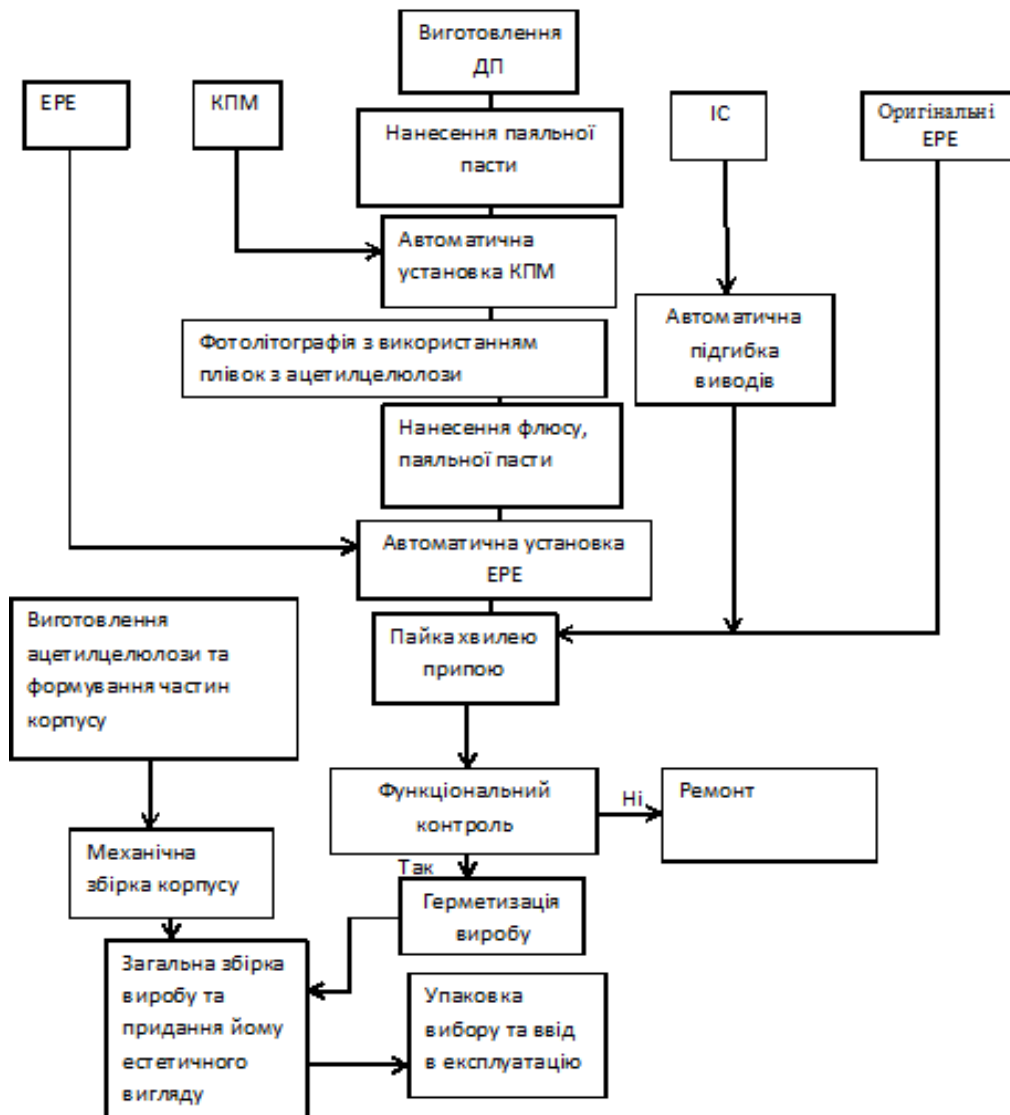 Виготовлення
ДП
ЕРЕ
КПМ
ІС
Оригінальні
ЕРЕ
Нанесення паяльної
пасти
Автоматична
установка КПМ
Автоматична
підгибка
виводів
Фотолітографія з використанням
плівок з ацетилцелюлози
Нанесення флюсу,
паяльної пасти
Автоматична установка
ЕРЕ
Виготовлення
ацетилцелюлози та
формування частин
корпусу
Пайка хвилею
припою
Функціональний
контроль
Ні
Ремонт
Механічна
збірка корпусу
Так
Герметизація
виробу
Загальна збірка
виробу та
придання йому
естетичного
вигляду
Упаковка
вибору та ввід
в експлуатацію